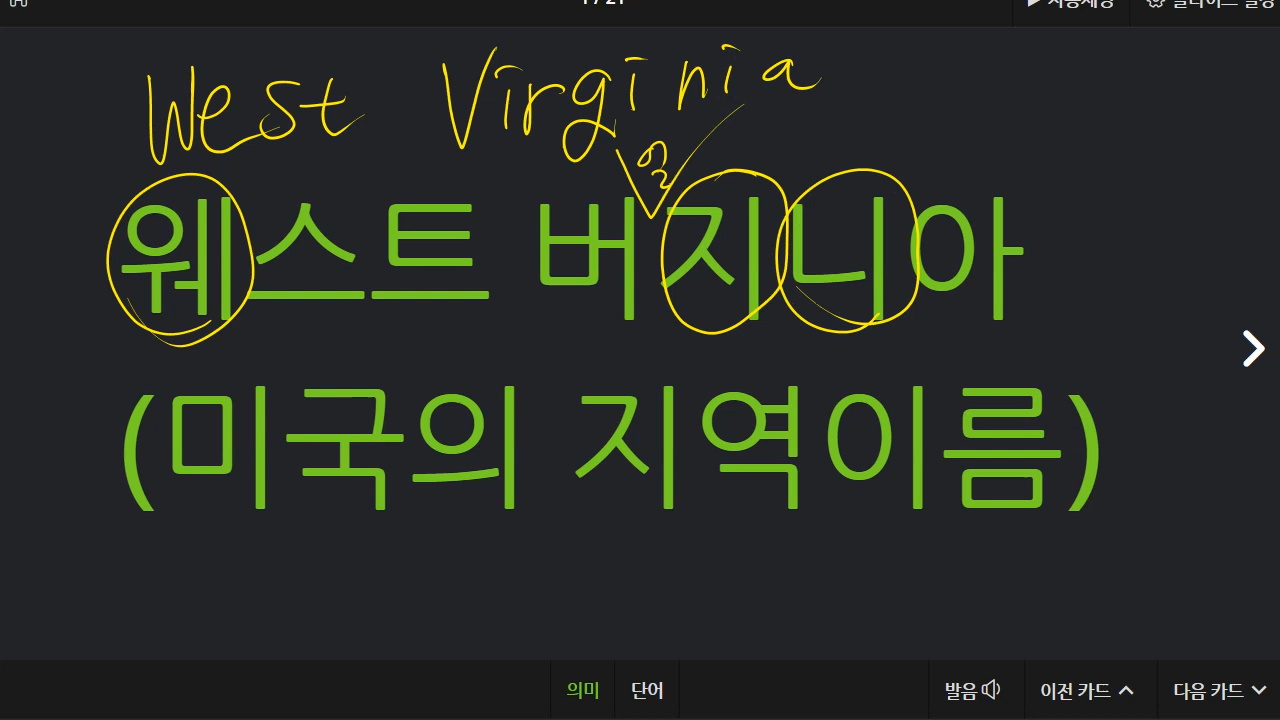 West Virginia
웨스트 버지니아
(미국의 지역이름)
의미 단어 발음 이전 카드 다음 카드